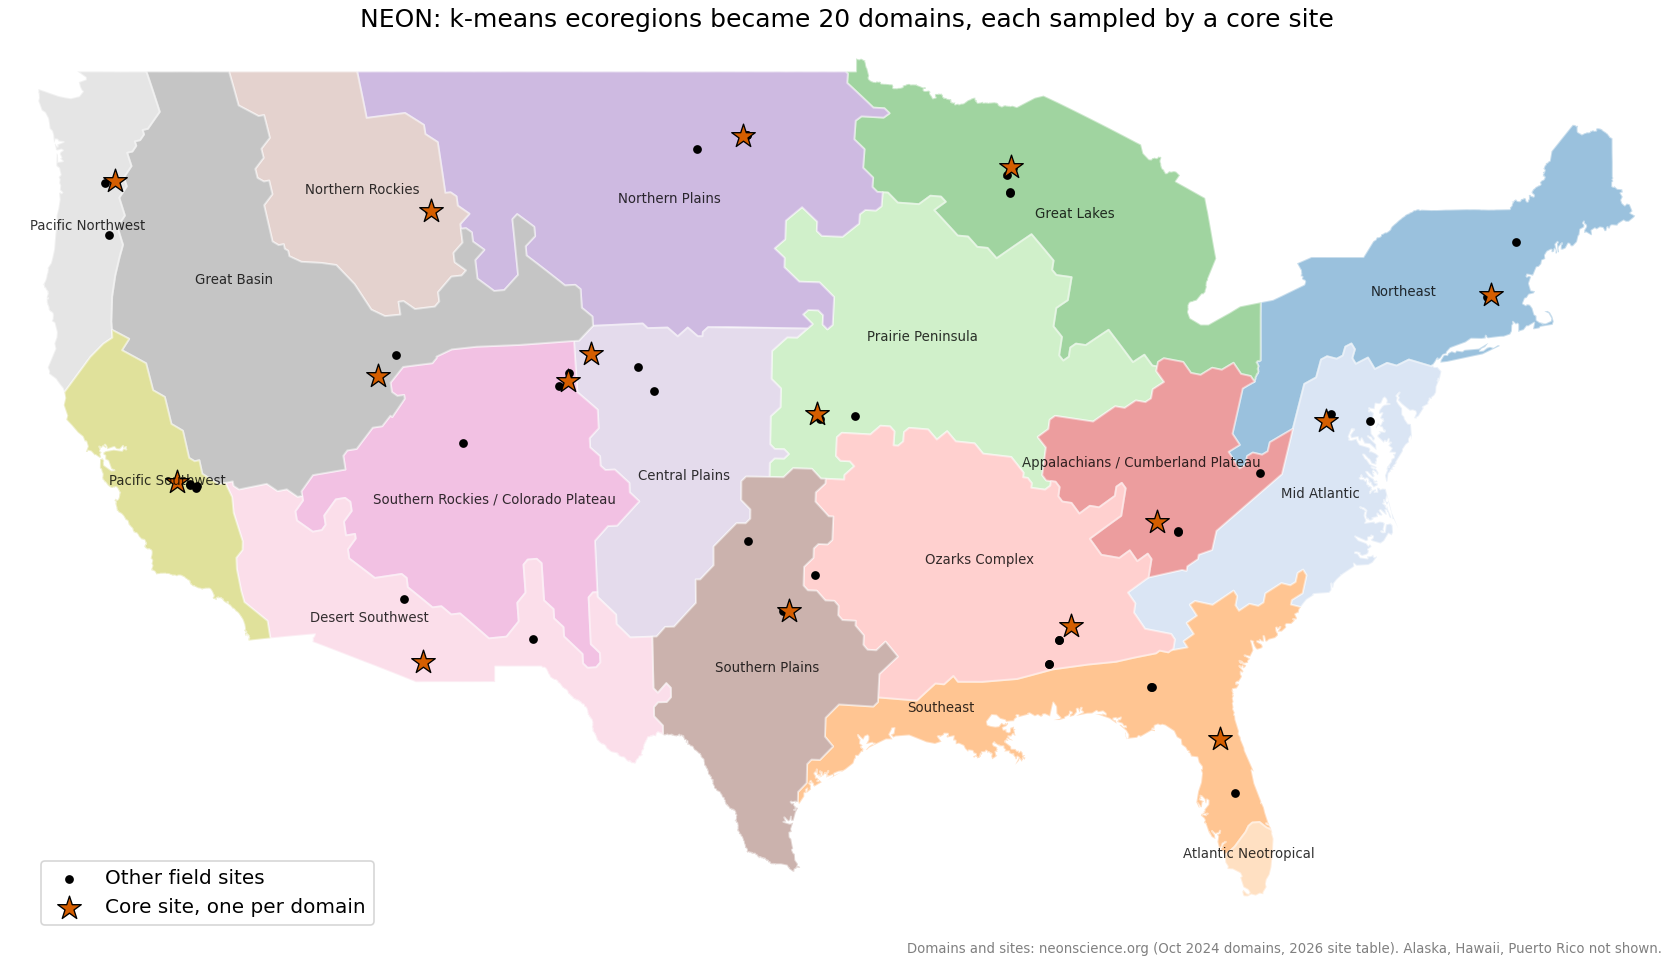 NEON: k-means ecoregions became 20 domains, each sampled by a core site
Northern Rockies
Northern Plains
Great Lakes
Pacific Northwest
Great Basin
Northeast
Prairie Peninsula
Appalachians / Cumberland Plateau
Central Plains
Pacific Southwest
Mid Atlantic
Southern Rockies / Colorado Plateau
Ozarks Complex
Desert Southwest
Southern Plains
Southeast
Atlantic Neotropical
Other field sites
Core site, one per domain
Domains and sites: neonscience.org (Oct 2024 domains, 2026 site table). Alaska, Hawaii, Puerto Rico not shown.